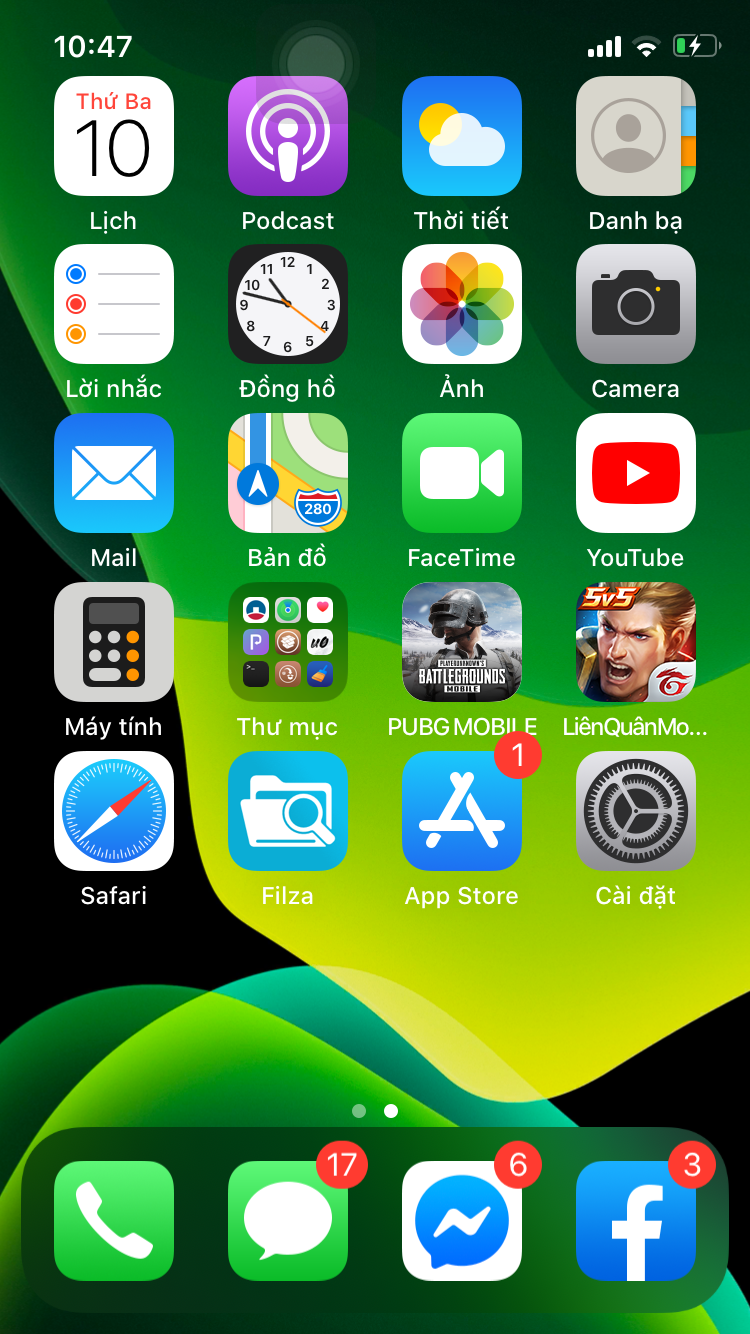 10:47
Thứ Ba
10
Lịch
Podcast
Thời tiết
Danh bạ
12
1
2
3
4
5
6
7
8
9
10
11
Lời nhắc
Đồng hồ
Ảnh
Camera
280
Mail
Bản đồ
FaceTime
YouTube
P
u0
>_
PLAYERUNKNOWN'S
BATTLEGROUNDS
MOBILE
5v5
Máy tính
Thư mục
PUBG MOBILE
LiênQuânMo...
1
Safari
Filza
App Store
Cài đặt
17
6
3
f